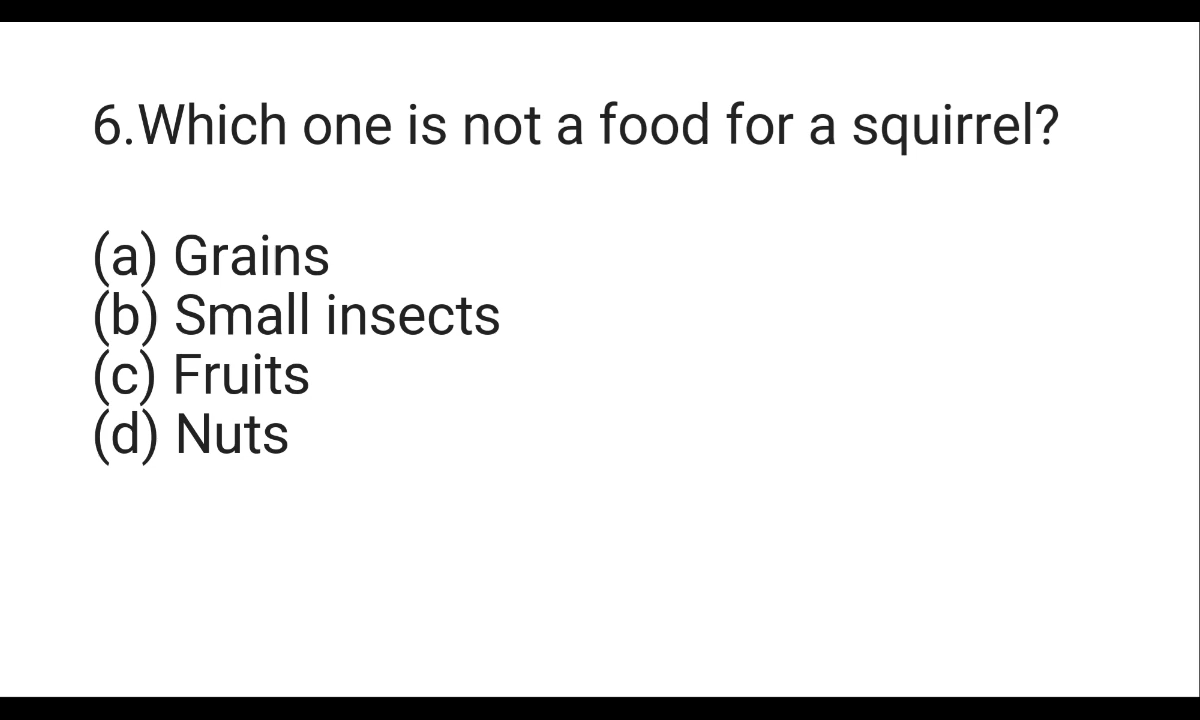 6.Which one is not a food for a squirrel?
(a) Grains
(b) Small insects
(c) Fruits
(d) Nuts